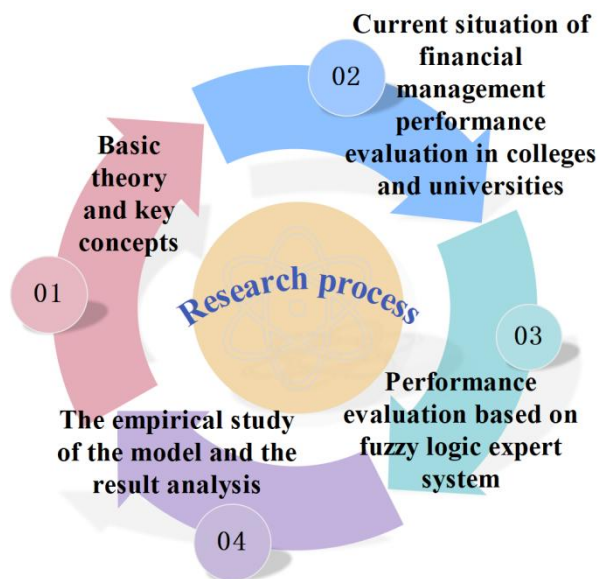 01
Basic
theory
and key
concepts
02
Current situation of
financial
management
performance
evaluation in colleges
and universities
Research process
03
Performance
evaluation based on
fuzzy logic expert
system
04
The empirical study
of the model and the
result analysis